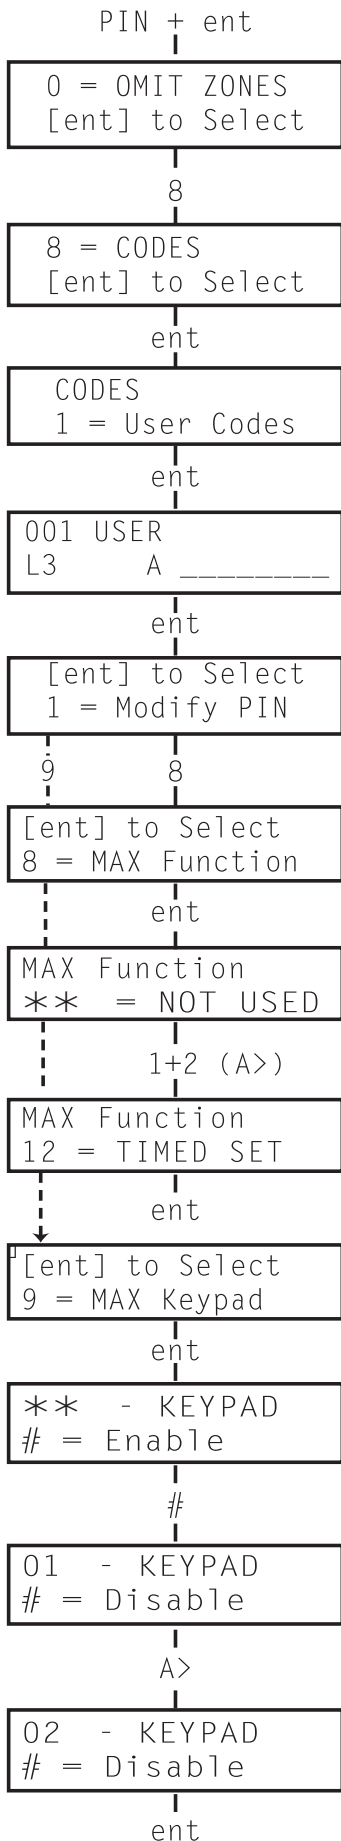 PIN + ent
0 = OMIT ZONES
[ent] to Select
8
8 = CODES
[ent] to Select
ent
CODES
1 = User Codes
ent
001 USER
L3 A ________
ent
[ent] to Select
1 = Modify PIN
9 8
[ent] to Select
8 = MAX Function
ent
MAX Function
** = NOT USED
1+2 (A>)
MAX Function
12 = TIMED SET
ent
[ent] to Select
9 = MAX Keypad
ent
** - KEYPAD
# = Enable
#
01 - KEYPAD
# = Disable
A>
02 - KEYPAD
# = Disable
ent